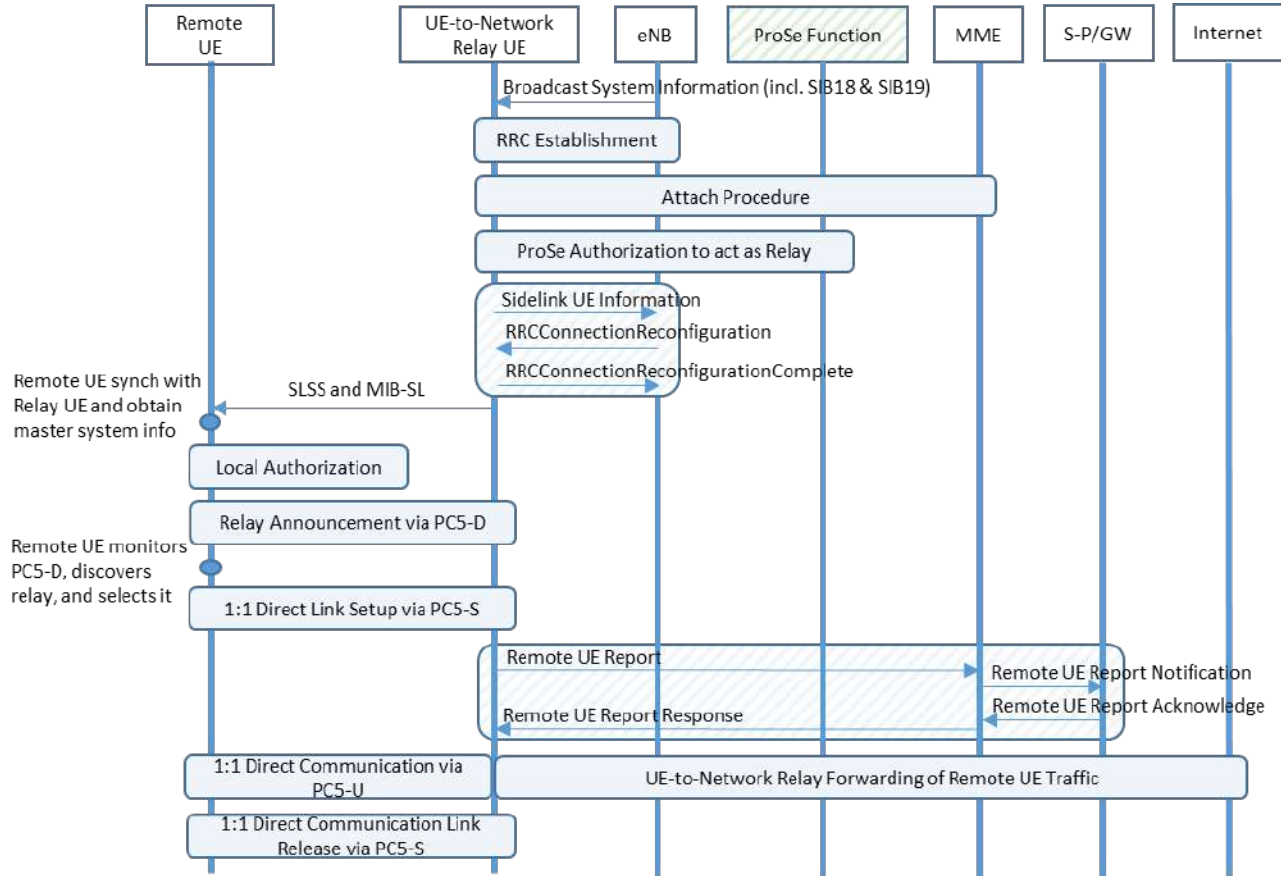 Remote
UE
UE-to-Network
Relay UE
eNB
ProSe Function
MME
S-P/GW
Internet
Broadcast System Information (incl. SIB18 & SIB19)
RRC Establishment
Attach Procedure
ProSe Authorization to act as Relay
Sidelink UE Information
RRCConnectionReconfiguration
RRCConnectionReconfigurationComplete
Remote UE synch with
Relay UE and obtain
master system info
SLSS and MIB-SL
Local Authorization
Relay Announcement via PC5-D
Remote UE monitors
PC5-D, discovers
relay, and selects it
1:1 Direct Link Setup via PC5-S
Remote UE Report
Remote UE Report Notification
Remote UE Report Acknowledge
Remote UE Report Response
1:1 Direct Communication via
PC5-U
UE-to-Network Relay Forwarding of Remote UE Traffic
1:1 Direct Communication Link
Release via PC5-S